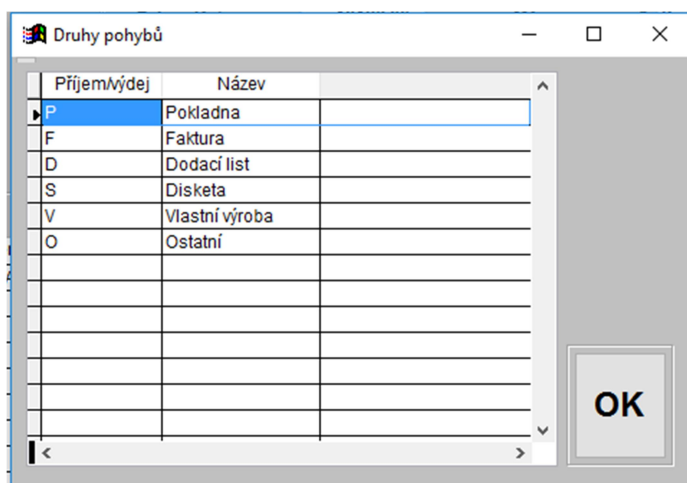 Druhy pohybů
Příjem/výdej Název
P Pokladna
F Faktura
D Dodací list
S Disketa
V Vlastní výroba
O Ostatní
OK